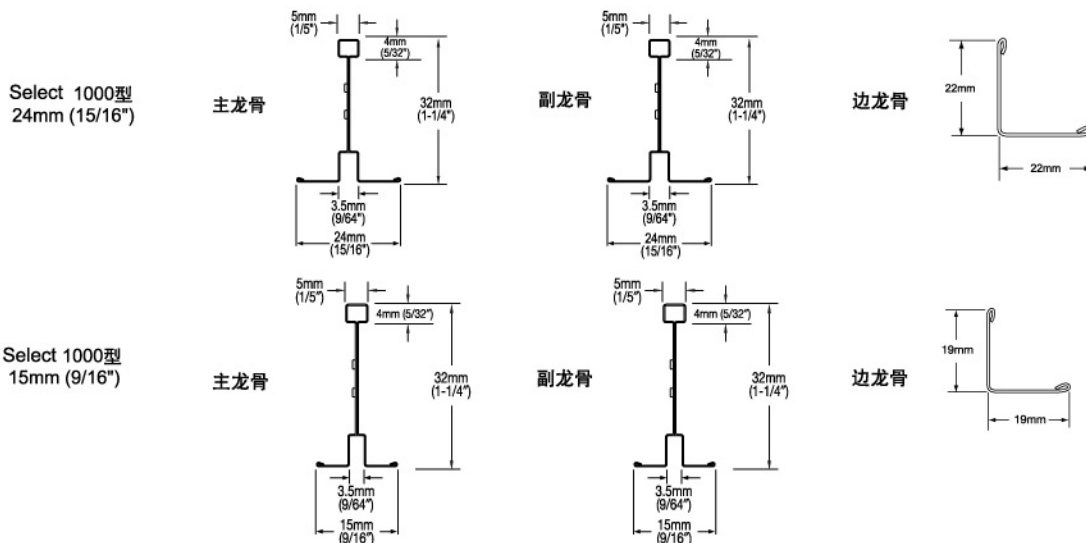 Select 1000型
24mm (15/16")
主龙骨
5mm
(1/5")
4mm
(5/32")
32mm
(1-1/4")
3.5mm
(9/64")
24mm
(15/16")
副龙骨
5mm
(1/5")
4mm
(5/32")
32mm
(1-1/4")
3.5mm
(9/64")
24mm
(15/16")
边龙骨
22mm
22mm
Select 1000型
15mm (9/16")
主龙骨
5mm
(1/5")
4mm (5/32")
32mm
(1-1/4")
3.5mm
(9/64")
15mm
(9/16")
副龙骨
5mm
(1/5")
4mm (5/32")
32mm
(1-1/4")
3.5mm
(9/64")
15mm
(9/16")
边龙骨
19mm
19mm